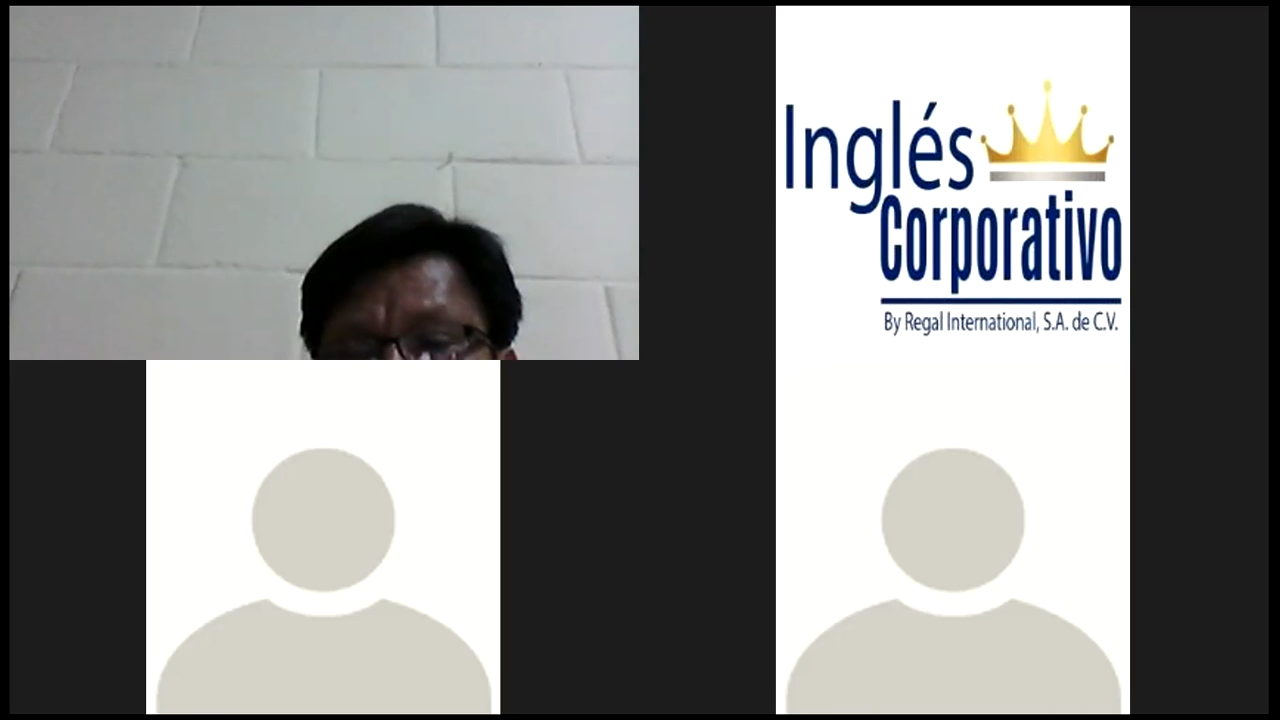 Inglés
Corporativo
By Regal International, S.A. de C.V.